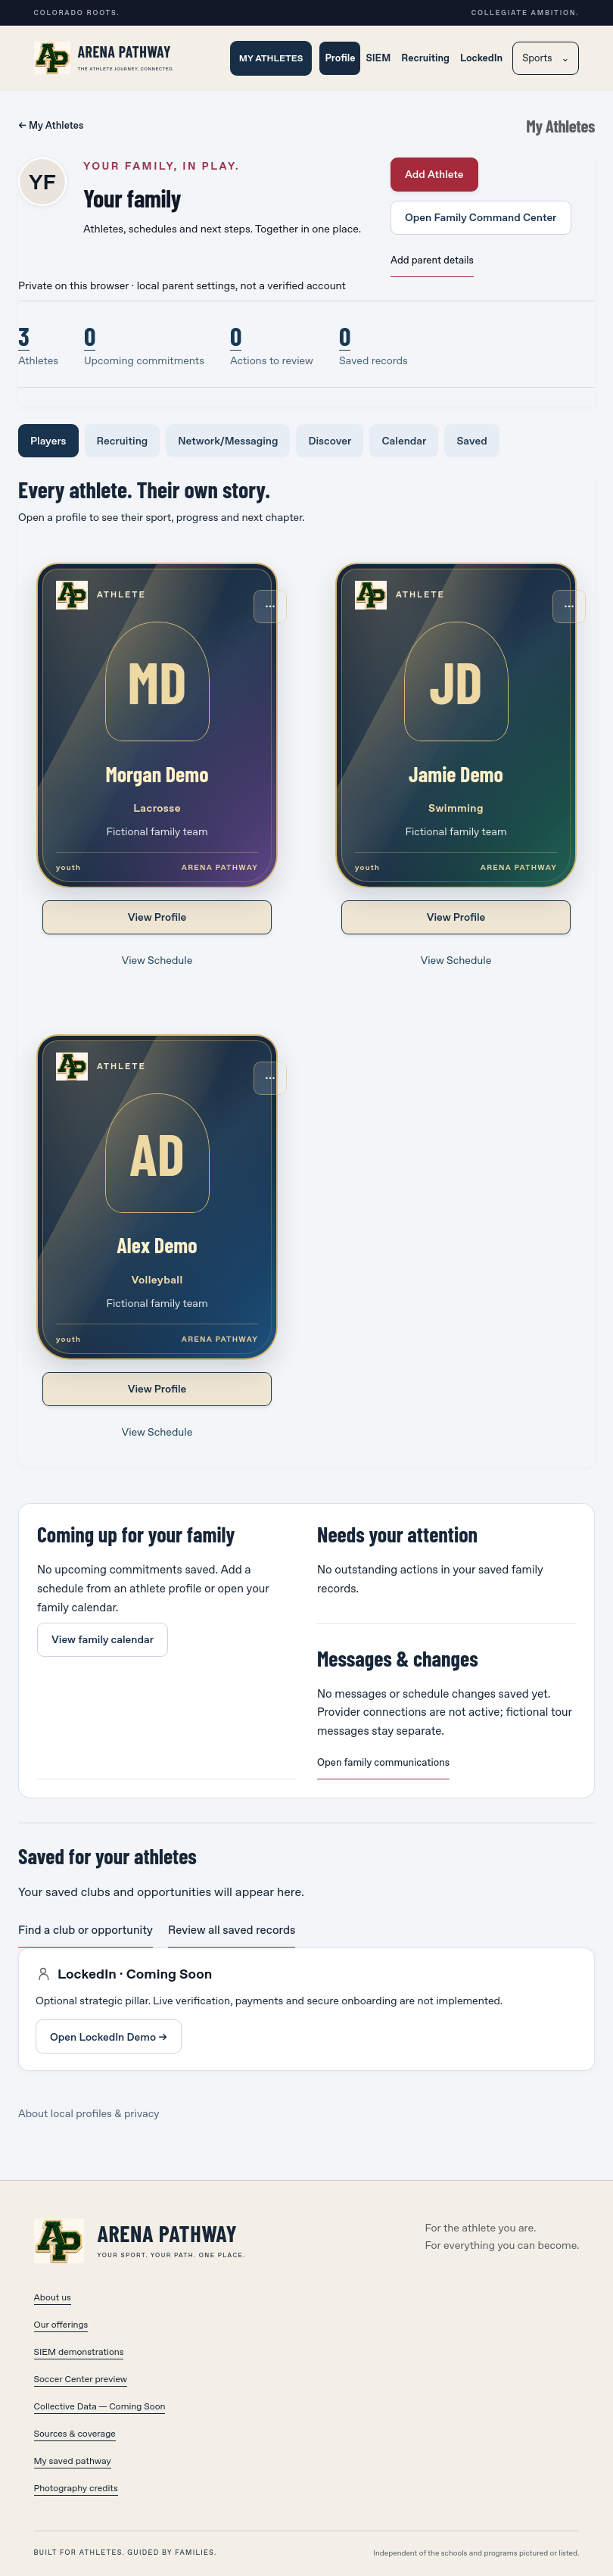 COLORADO ROOTS.
COLLEGIATE AMBITION.
AP
ARENA PATHWAY
THE ATHLETE JOURNEY, CONNECTED.
MY ATHLETES
Profile
SIEM
Recruiting
LockedIn
Sports
← My Athletes
My Athletes
YF
YOUR FAMILY, IN PLAY.
Your family
Athletes, schedules and next steps. Together in one place.
Add Athlete
Open Family Command Center
Add parent details
Private on this browser · local parent settings, not a verified account
3
Athletes
0
Upcoming commitments
0
Actions to review
0
Saved records
Players
Recruiting
Network/Messaging
Discover
Calendar
Saved
Every athlete. Their own story.
Open a profile to see their sport, progress and next chapter.
AP
ATHLETE
...
MD
Morgan Demo
Lacrosse
Fictional family team
youth
ARENA PATHWAY
View Profile
View Schedule
AP
ATHLETE
...
JD
Jamie Demo
Swimming
Fictional family team
youth
ARENA PATHWAY
View Profile
View Schedule
AP
ATHLETE
...
AD
Alex Demo
Volleyball
Fictional family team
youth
ARENA PATHWAY
View Profile
View Schedule
Coming up for your family
No upcoming commitments saved. Add a
schedule from an athlete profile or open your
family calendar.
View family calendar
Needs your attention
No outstanding actions in your saved family
records.
Messages & changes
No messages or schedule changes saved yet.
Provider connections are not active; fictional tour
messages stay separate.
Open family communications
Saved for your athletes
Your saved clubs and opportunities will appear here.
Find a club or opportunity
Review all saved records
LockedIn · Coming Soon
Optional strategic pillar. Live verification, payments and secure onboarding are not implemented.
Open LockedIn Demo →
About local profiles & privacy
AP
ARENA PATHWAY
YOUR SPORT. YOUR PATH. ONE PLACE.
For the athlete you are.
For everything you can become.
About us
Our offerings
SIEM demonstrations
Soccer Center preview
Collective Data — Coming Soon
Sources & coverage
My saved pathway
Photography credits
BUILT FOR ATHLETES. GUIDED BY FAMILIES.
Independent of the schools and programs pictured or listed.